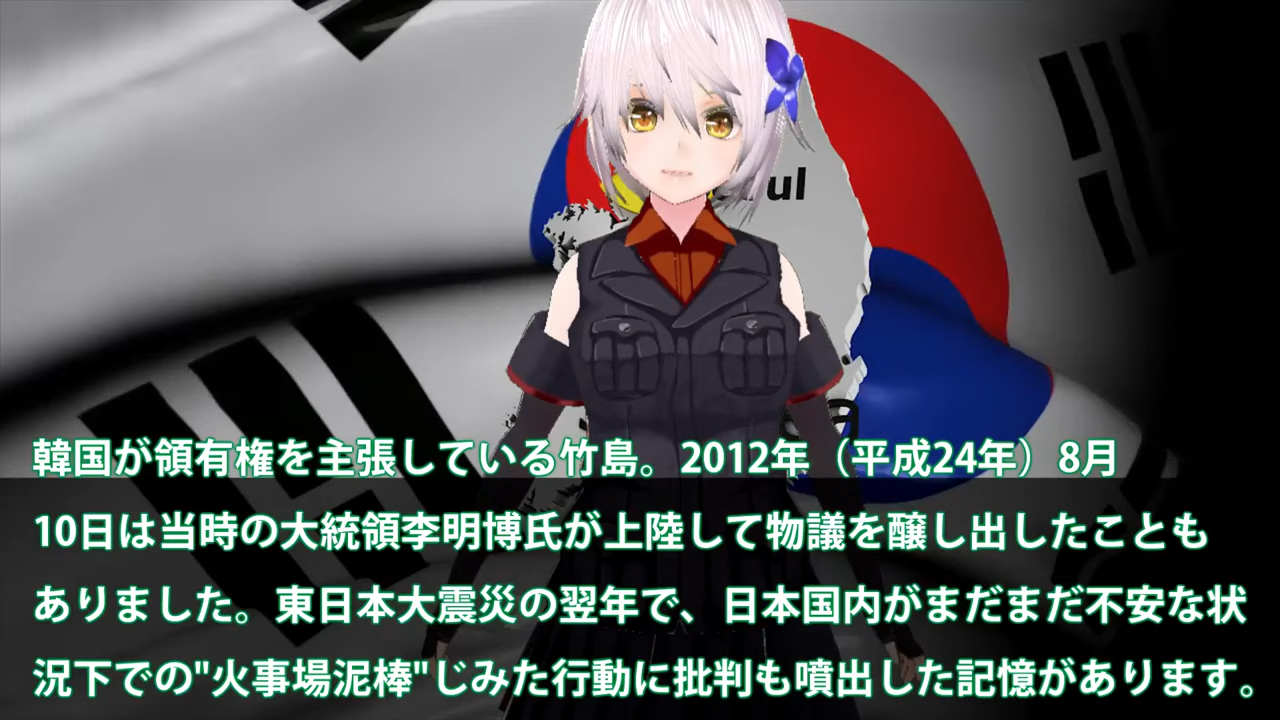 ul
韓国が領有権を主張している竹島。2012年（平成24年）8月
10日は当時の大統領李明博氏が上陸して物議を醸し出したことも
ありました。東日本大震災の翌年で、日本国内がまだまだ不安な状
況下での"火事場泥棒"じみた行動に批判も噴出した記憶があります。